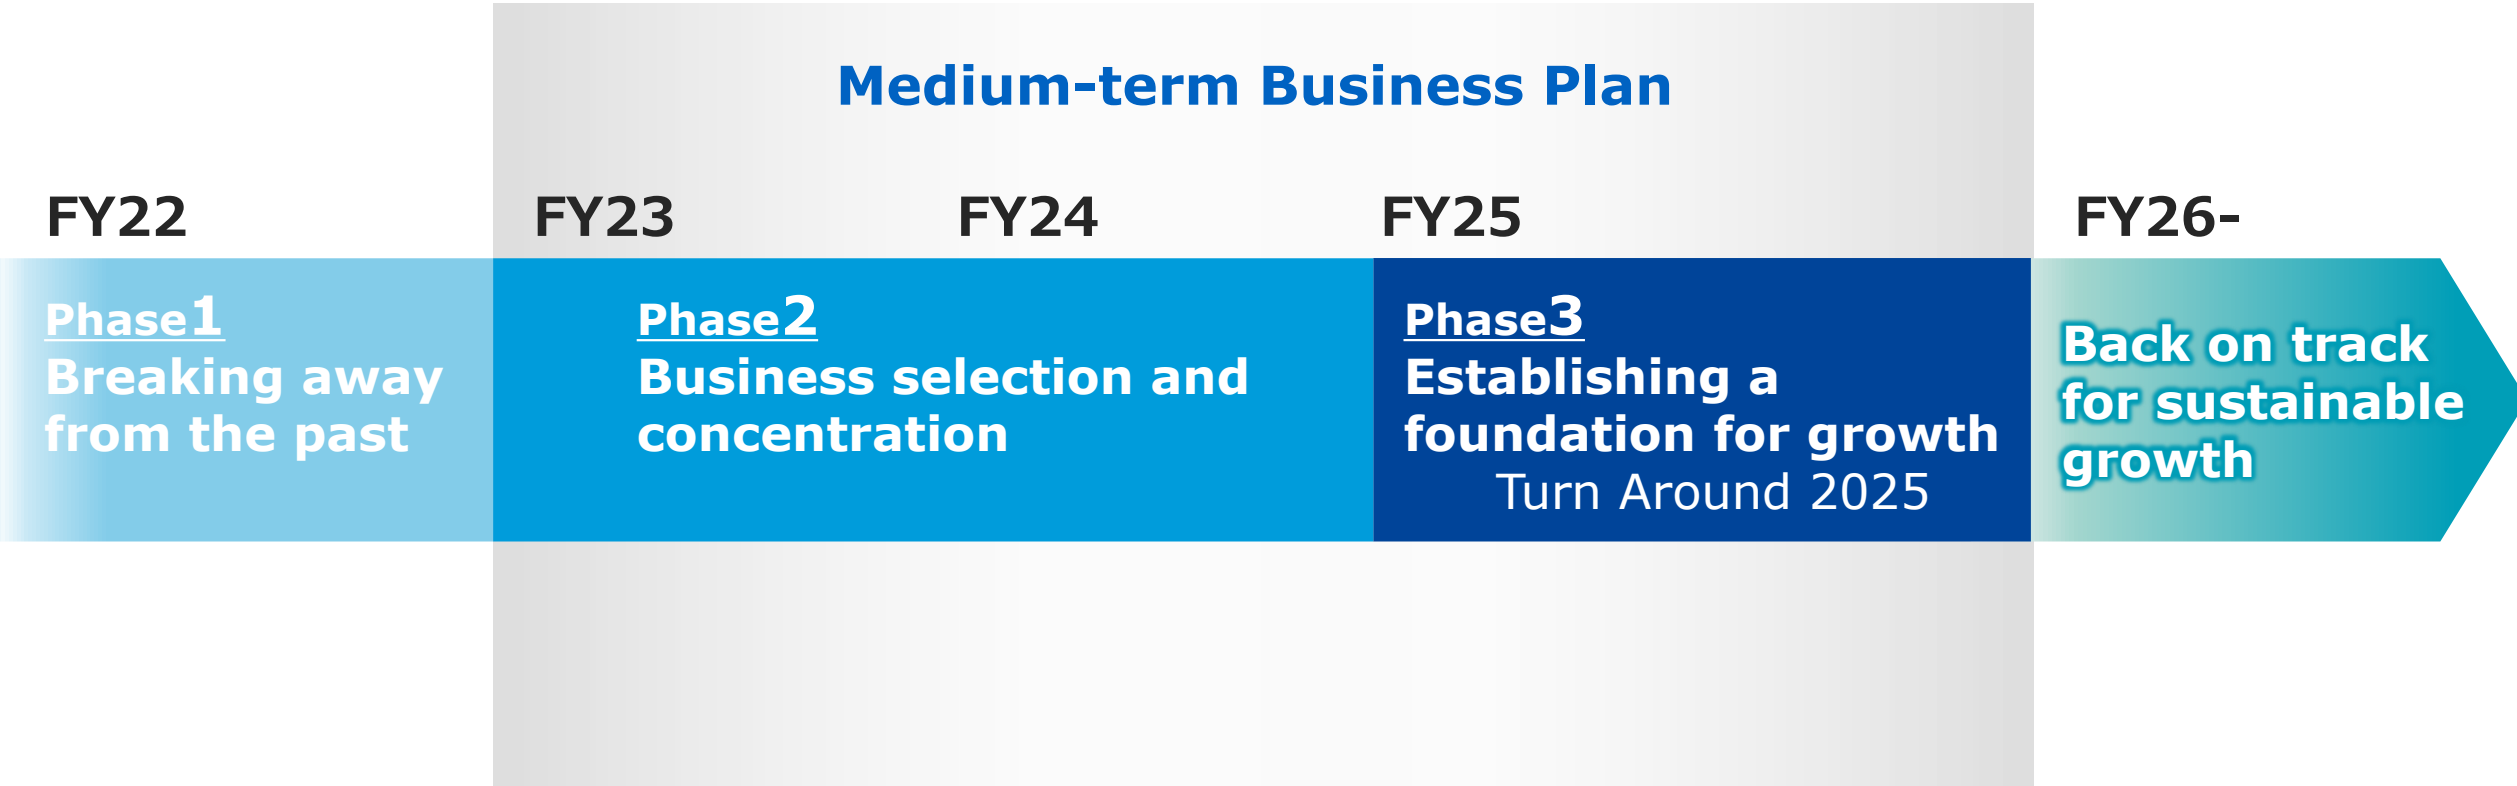 Medium-term Business Plan
FY22
FY23
FY24
FY25
FY26-
Phase1
Breaking away
from the past
Phase2
Business selection and
concentration
Phase3
Establishing a
foundation for growth
Turn Around 2025
Back on track
for sustainable
growth